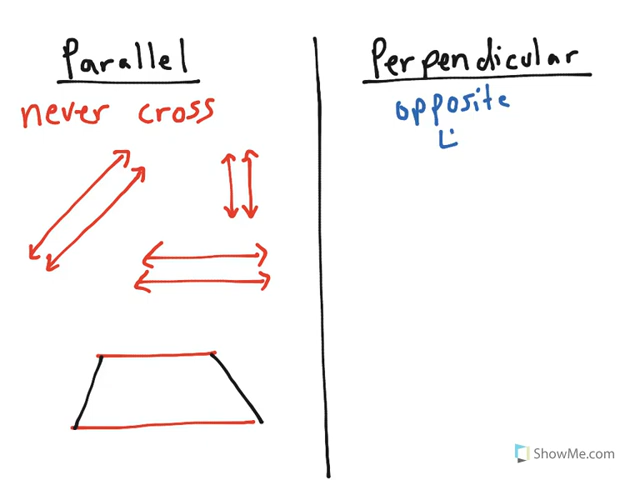 Parallel
never cross
Perpendicular
opposite
ShowMe.com